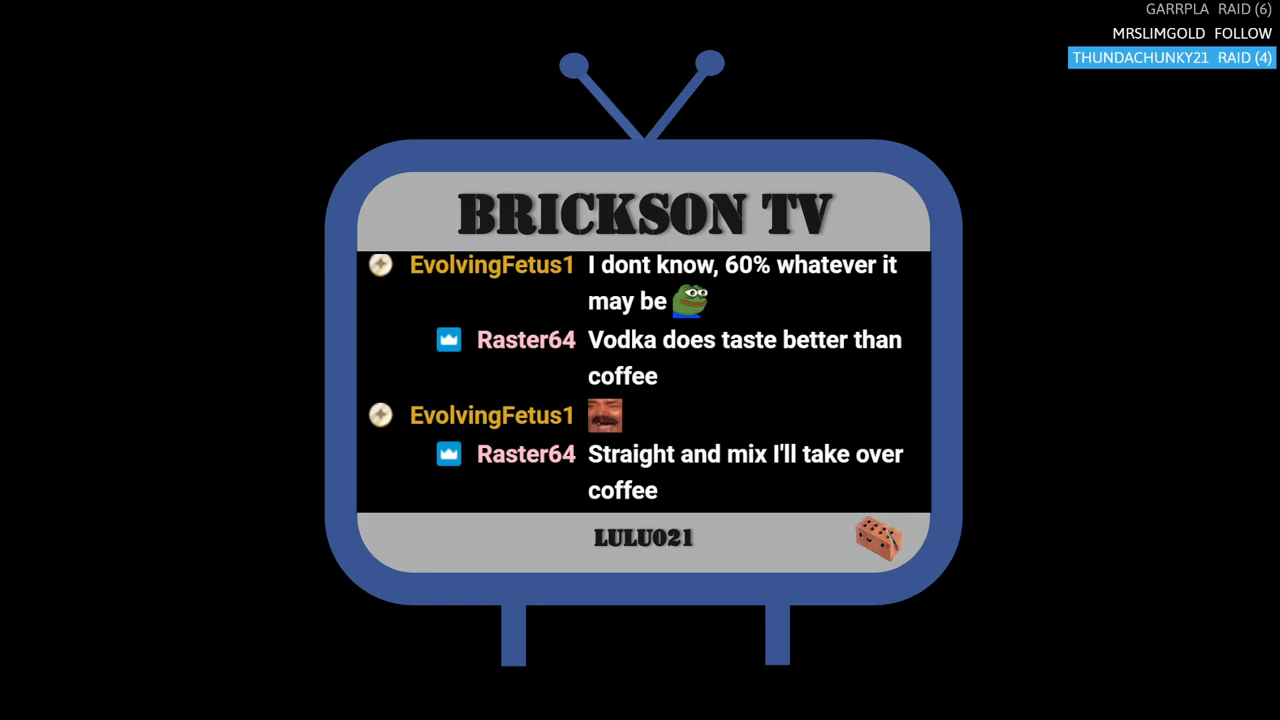 GARRPLA RAID (6)
MRSLIMGOLD FOLLOW
THUNDACHUNKY21 RAID (4)
BRICKSON TV
EvolvingFetus1 I dont know, 60% whatever it
may be
Raster64 Vodka does taste better than
coffee
EvolvingFetus1
Raster64 Straight and mix I'll take over
coffee
LULU021